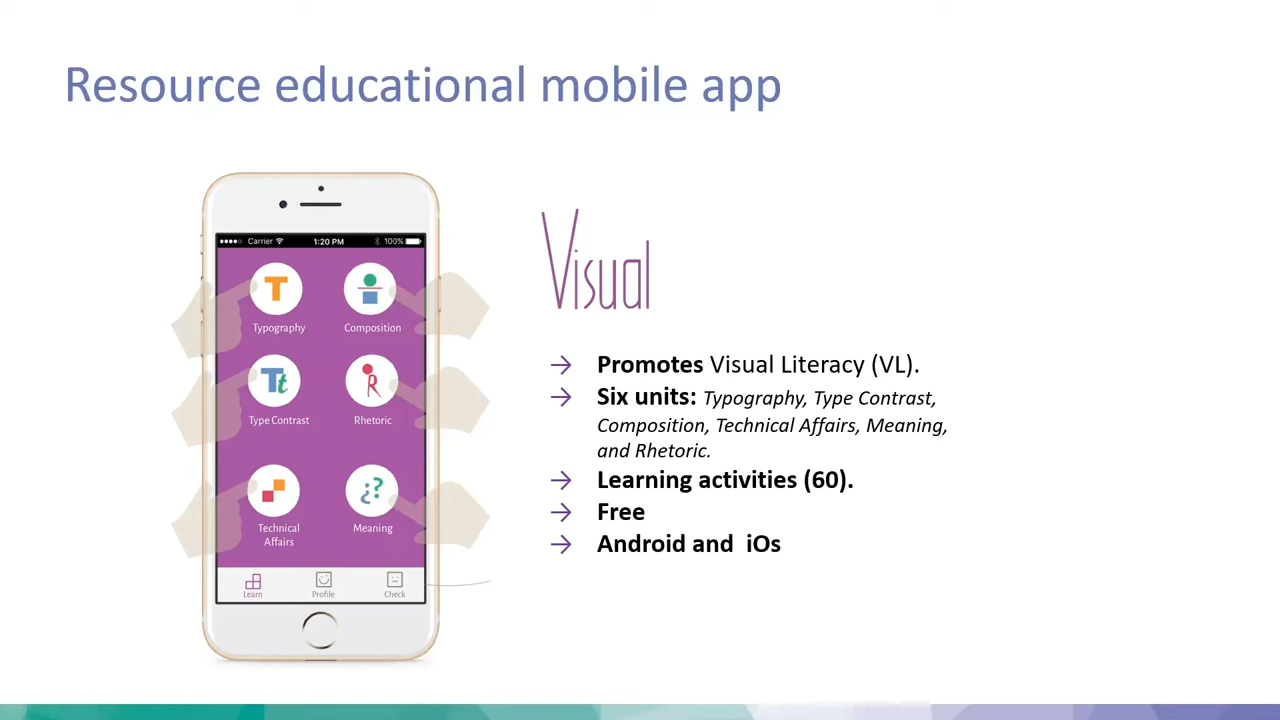 Resource educational mobile app
Carrier 1:20 PM 100%
T
Typography
Composition
Tt
Type Contrast
R
Rhetoric
Technical
Affairs
¿?
Meaning
Learn
Profile
Check
Visual
→ Promotes Visual Literacy (VL).
→ Six units: Typography, Type Contrast,
Composition, Technical Affairs, Meaning,
and Rhetoric.
→ Learning activities (60).
→ Free
→ Android and  iOs